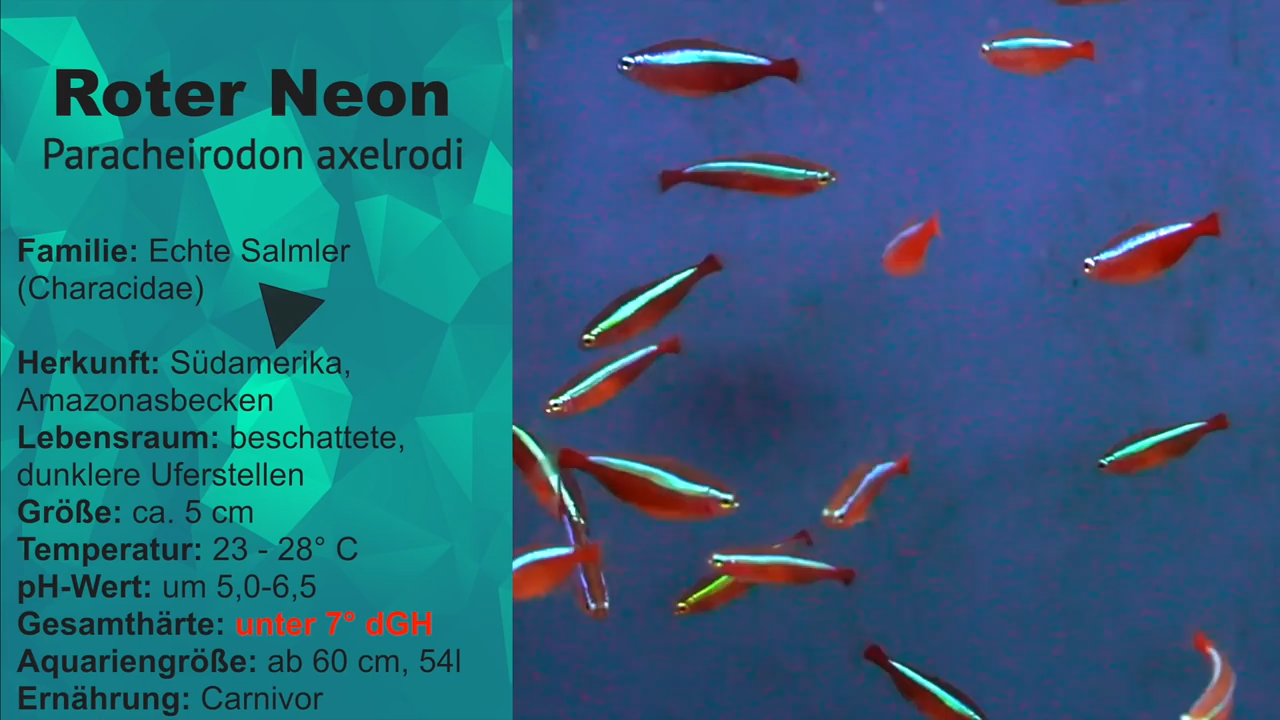 Roter Neon
Paracheirodon axelrodi
Familie: Echte Salmler
(Characidae)
Herkunft: Südamerika,
Amazonasbecken
Lebensraum: beschattete,
dunklere Uferstellen
Größe: ca. 5 cm
Temperatur: 23 - 28° C
pH-Wert: um 5,0-6,5
Gesamthärte: unter 7° dGH
Aquariengröße: ab 60 cm, 54l
Ernährung: Carnivor